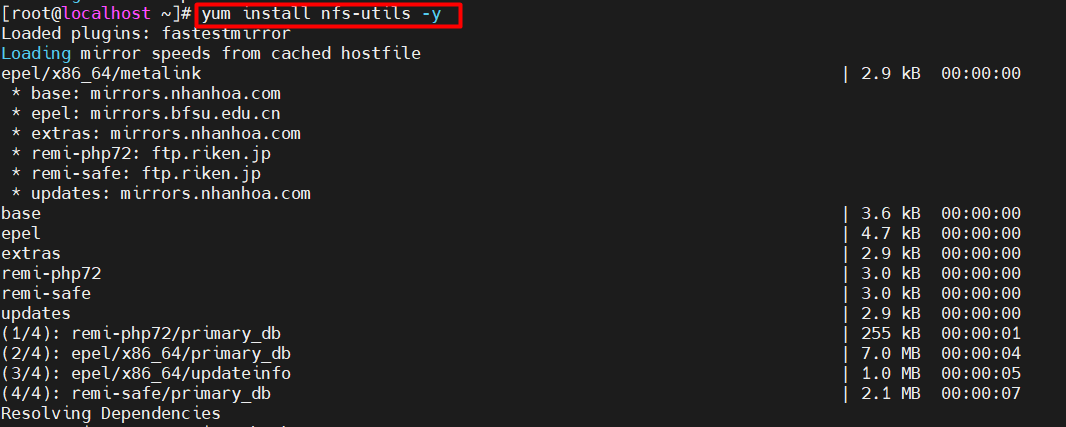 [root@localhost ~]# yum install nfs-utils -y
Loaded plugins: fastestmirror
Loading mirror speeds from cached hostfile
epel/x86_64/metalink | 2.9 kB 00:00:00
* base: mirrors.nhanhoa.com
* epel: mirrors.bfsu.edu.cn
* extras: mirrors.nhanhoa.com
* remi-php72: ftp.riken.jp
* remi-safe: ftp.riken.jp
* updates: mirrors.nhanhoa.com
base | 3.6 kB 00:00:00
epel | 4.7 kB 00:00:00
extras | 2.9 kB 00:00:00
remi-php72 | 3.0 kB 00:00:00
remi-safe | 3.0 kB 00:00:00
updates | 2.9 kB 00:00:00
(1/4): remi-php72/primary_db | 255 kB 00:00:01
(2/4): epel/x86_64/primary_db | 7.0 MB 00:00:04
(3/4): epel/x86_64/updateinfo | 1.0 MB 00:00:05
(4/4): remi-safe/primary_db | 2.1 MB 00:00:07
Resolving Dependencies